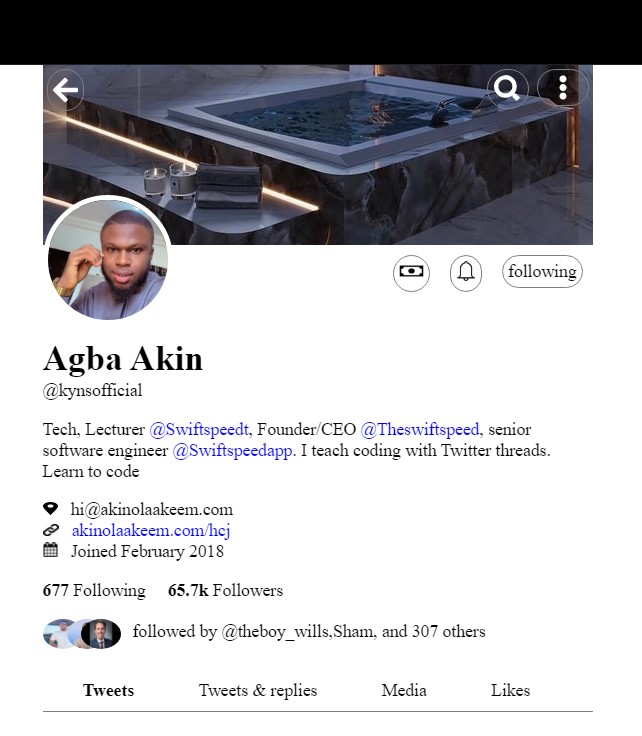 following
Agba Akin
@kynsofficial
Tech, Lecturer @Swiftspeedt, Founder/CEO @Theswiftspeed, senior
software engineer @Swiftspeedapp. I teach coding with Twitter threads.
Learn to code
hi@akinolaakeem.com
akinolaakeem.com/hcj
Joined February 2018
677 Following 65.7k Followers
followed by @theboy_wills,Sham, and 307 others
Tweets Tweets & replies Media Likes